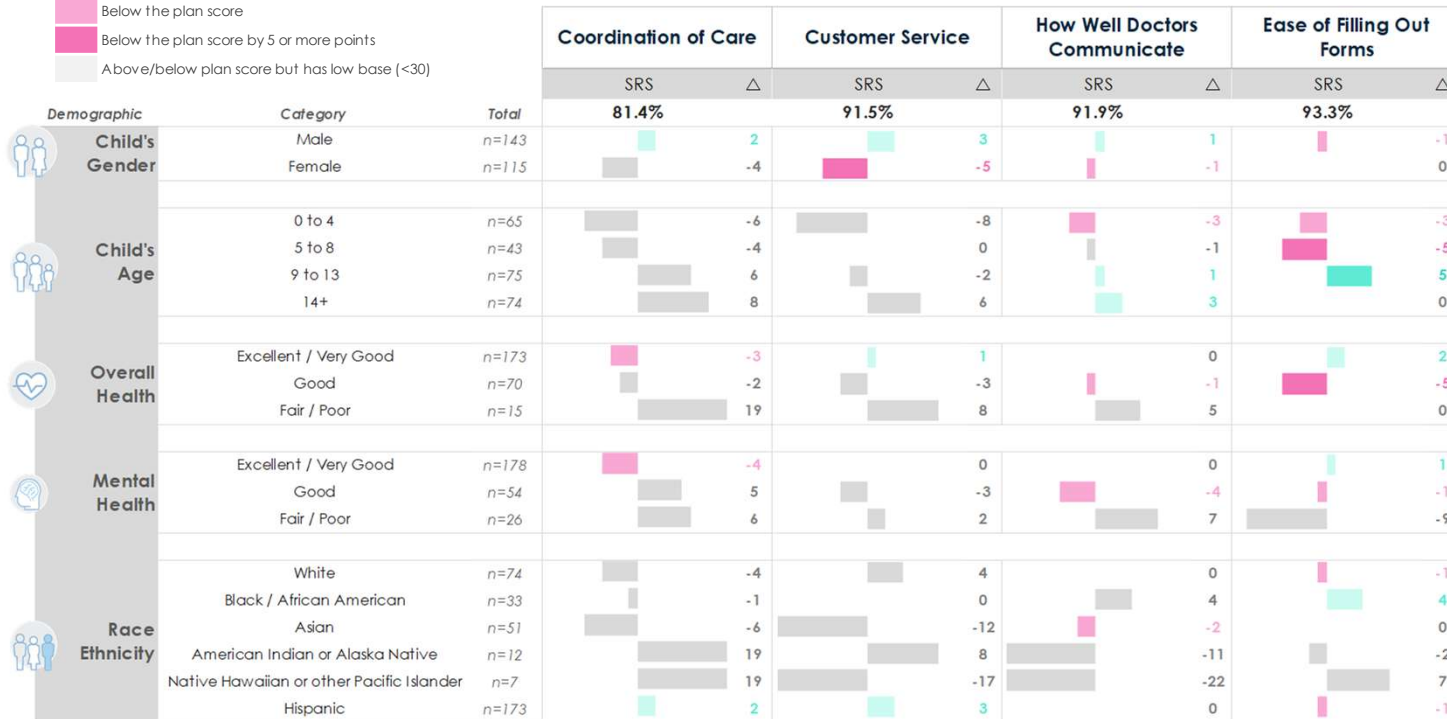 Below the plan score
Below the plan score by 5 or more points
Above/below plan score but has low base (<30)
Coordination of Care Customer Service How Well Doctors Communicate Ease of Filling Out Forms
SRS △ SRS △ SRS △ SRS △
Demographic Category Total 81.4% 91.5% 91.9% 93.3%
Child's Gender
Male n=143 2 3 1 -1
Female n=115 -4 -5 -1 0
Child's Age
0 to 4 n=65 -6 -8 -3 -3
5 to 8 n=43 -4 0 -1 -5
9 to 13 n=75 6 -2 1 5
14+ n=74 8 6 3 0
Overall Health
Excellent / Very Good n=173 -3 1 0 2
Good n=70 -2 -3 -1 -5
Fair / Poor n=15 19 8 5 0
Mental Health
Excellent / Very Good n=178 -4 0 0 1
Good n=54 5 -3 -4 -1
Fair / Poor n=26 6 2 7 -9
Race Ethnicity
White n=74 -4 4 0 -1
Black / African American n=33 -1 0 4 4
Asian n=51 -6 -12 -2 0
American Indian or Alaska Native n=12 19 8 -11 -2
Native Hawaiian or other Pacific Islander n=7 19 -17 -22 7
Hispanic n=173 2 3 0 -1